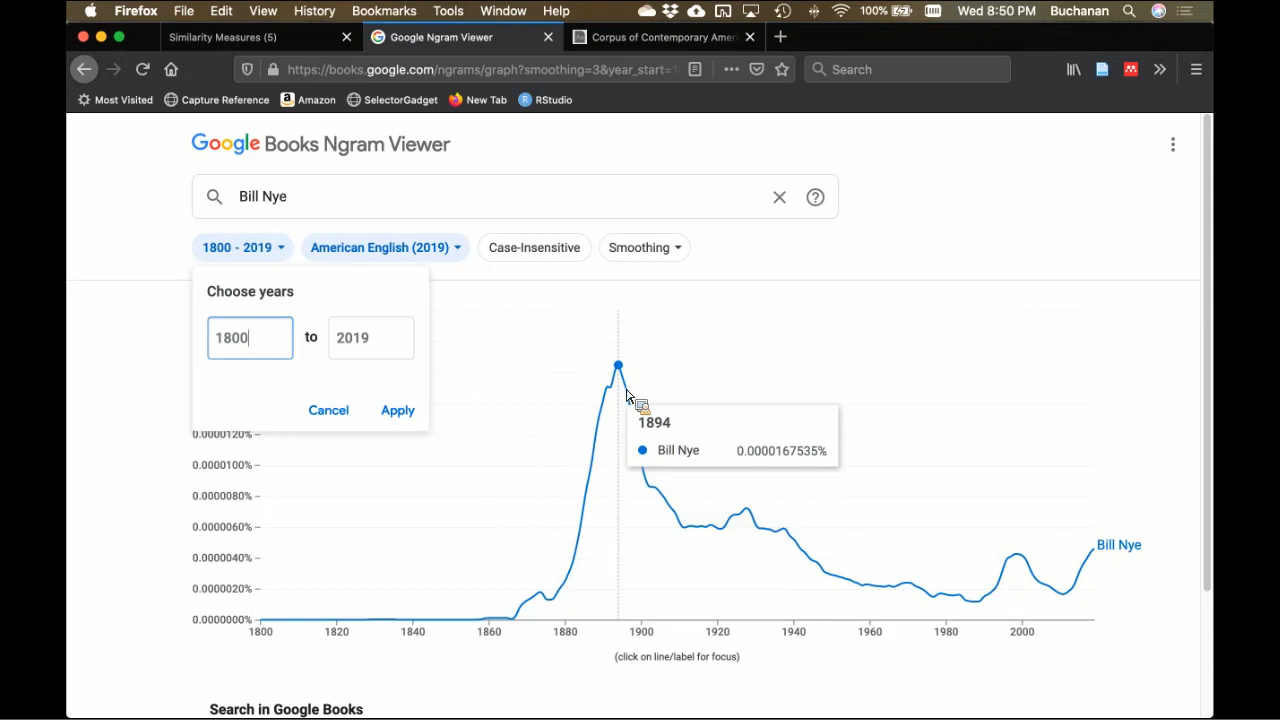 Firefox File Edit View History Bookmarks Tools Window Help 100% Wed 8:50 PM Buchanan
Similarity Measures (5) Google Ngram Viewer Corpus of Contemporary Amer
https://books.google.com/ngrams/graph?smoothing=3&year_start=1 Search
Most Visited Capture Reference Amazon SelectorGadget New Tab RStudio
Google Books Ngram Viewer
Bill Nye
1800 - 2019 American English (2019) Case-Insensitive Smoothing
Choose years
1800 to 2019
Cancel Apply
1894
Bill Nye 0.0000167535%
0.0000120%
0.0000100%
0.0000080%
0.0000060%
0.0000040%
0.0000020%
0.0000000%
Bill Nye
1800 1820 1840 1860 1880 1900 1920 1940 1960 1980 2000
(click on line/label for focus)
Search in Google Books